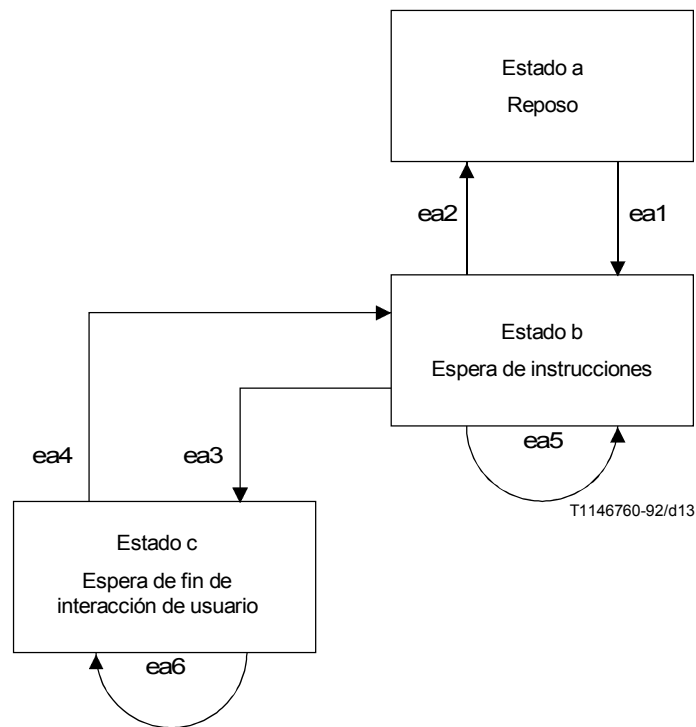 Estado a
Reposo
ea2
ea1
Estado b
Espera de instrucciones
ea4
ea3
ea5
T1146760-92/d13
Estado c
Espera de fin de
interacción de usuario
ea6